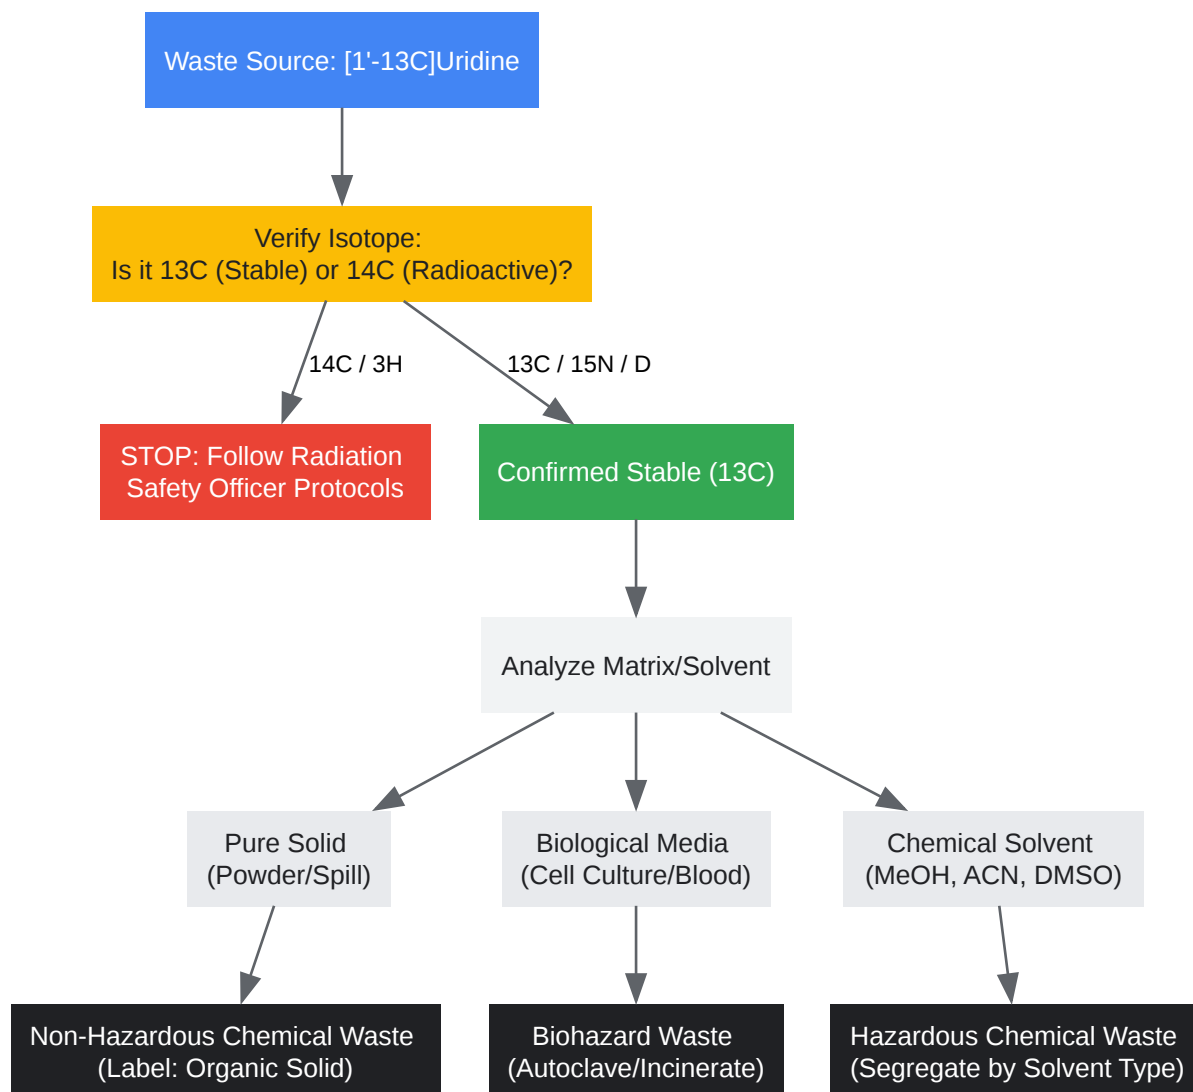 Waste Source: [1'-13C]Uridine
Verify Isotope:
Is it 13C (Stable) or 14C (Radioactive)?
14C / 3H
13C / 15N / D
STOP: Follow Radiation
Safety Officer Protocols
Confirmed Stable (13C)
Analyze Matrix/Solvent
Pure Solid
(Powder/Spill)
Biological Media
(Cell Culture/Blood)
Chemical Solvent
(MeOH, ACN, DMSO)
Non-Hazardous Chemical Waste
(Label: Organic Solid)
Biohazard Waste
(Autoclave/Incinerate)
Hazardous Chemical Waste
(Segregate by Solvent Type)